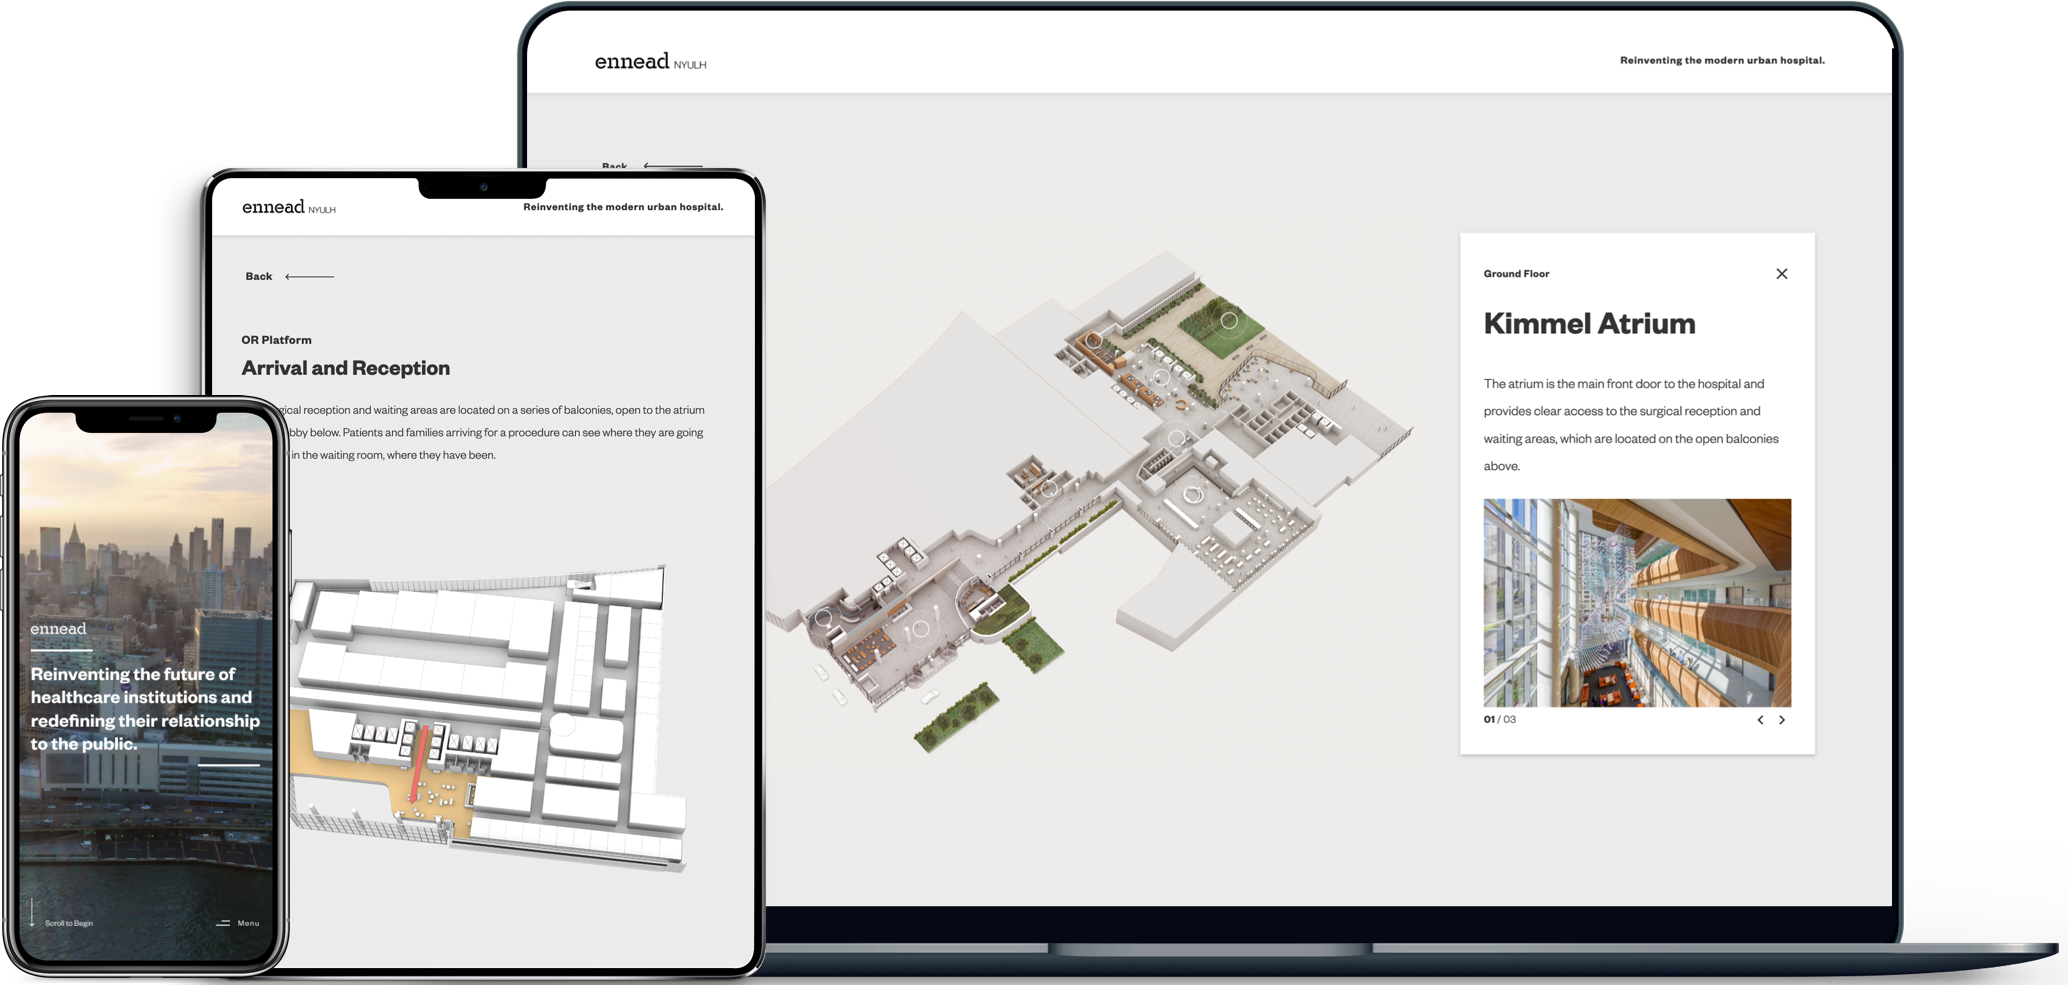 ennead NYULH
Reinventing the modern urban hospital.
Back
Ground Floor
Kimmel Atrium
The atrium is the main front door to the hospital and
provides clear access to the surgical reception and
waiting areas, which are located on the open balconies
above.
01 / 03
ennead NYULH
Reinventing the modern urban hospital.
Back
OR Platform
Arrival and Reception
reception and waiting areas are located on a series of balconies, open to the atrium
below. Patients and families arriving for a procedure can see where they are going
in the waiting room, where they have been.
ennead
Reinventing the future of
healthcare institutions and
redefining their relationship
to the public.
Scroll to Begin
Menu